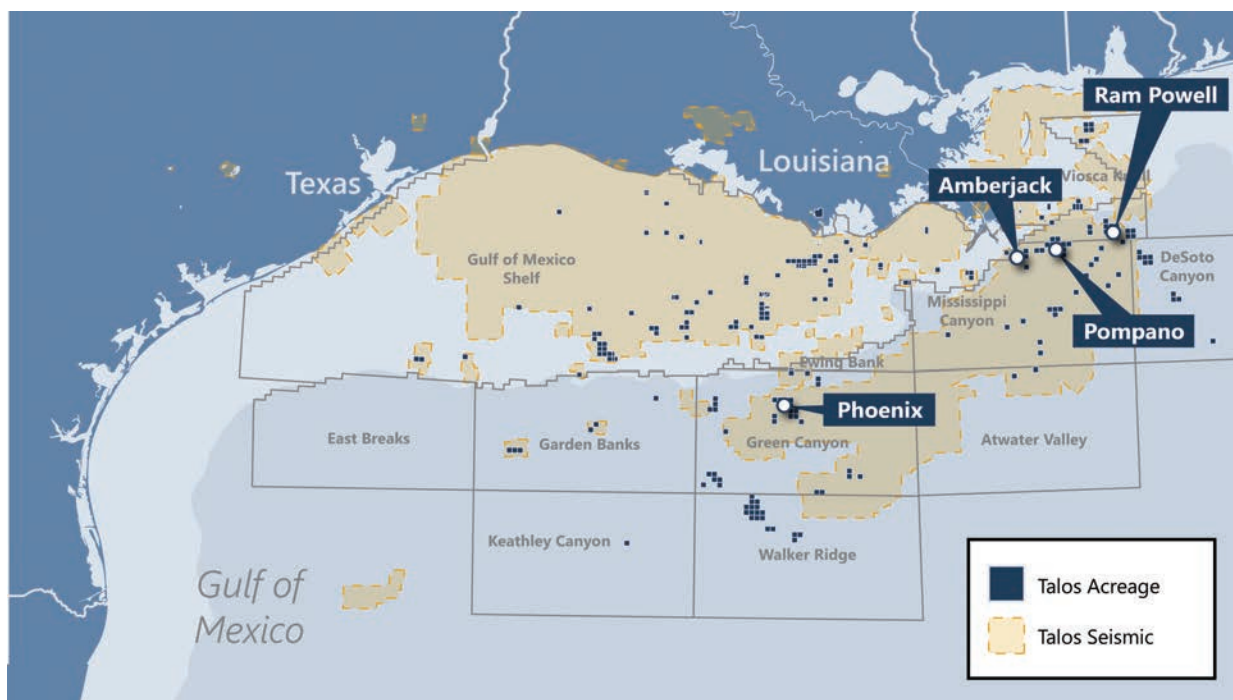 Ram Powell
Texas
Louisiana
Amberjack
Viosca Knoll
Gulf of Mexico
Shelf
DeSoto
Canyon
Mississippi
Canyon
Pompano
Ewing Bank
Phoenix
East Breaks
Garden Banks
Green Canyon
Atwater Valley
Keathley Canyon
Walker Ridge
Gulf of
Mexico
Talos Acreage
Talos Seismic